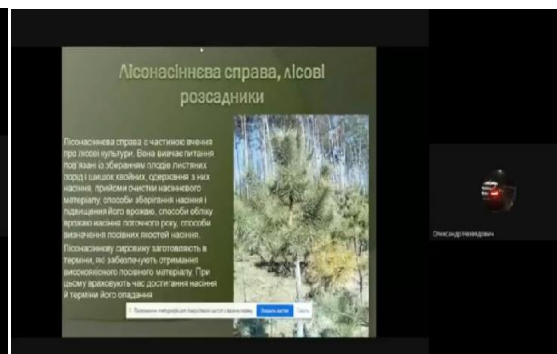 Лісонасіннєва справа, лісові
розсадники
Лісонасіннєва справа є частиною вчення
про лісові культури. Вона вивчає питання
пов'язані із збиранням плодів листяних
порід і шишок хвойних, одержання з них
насіння, прийоми очистки насіннєвого
матеріалу, способи зберігання насіння і
підвищення його врожаю, способи обліку
врожаю насіння поточного року, способи
визначення посівних якостей насіння.
Лісонасіннєву сировину заготовляють в
терміни, які забезпечують отримання
високоякісного посівного матеріалу. При
цьому враховують час достигання насіння
й терміни його опадання